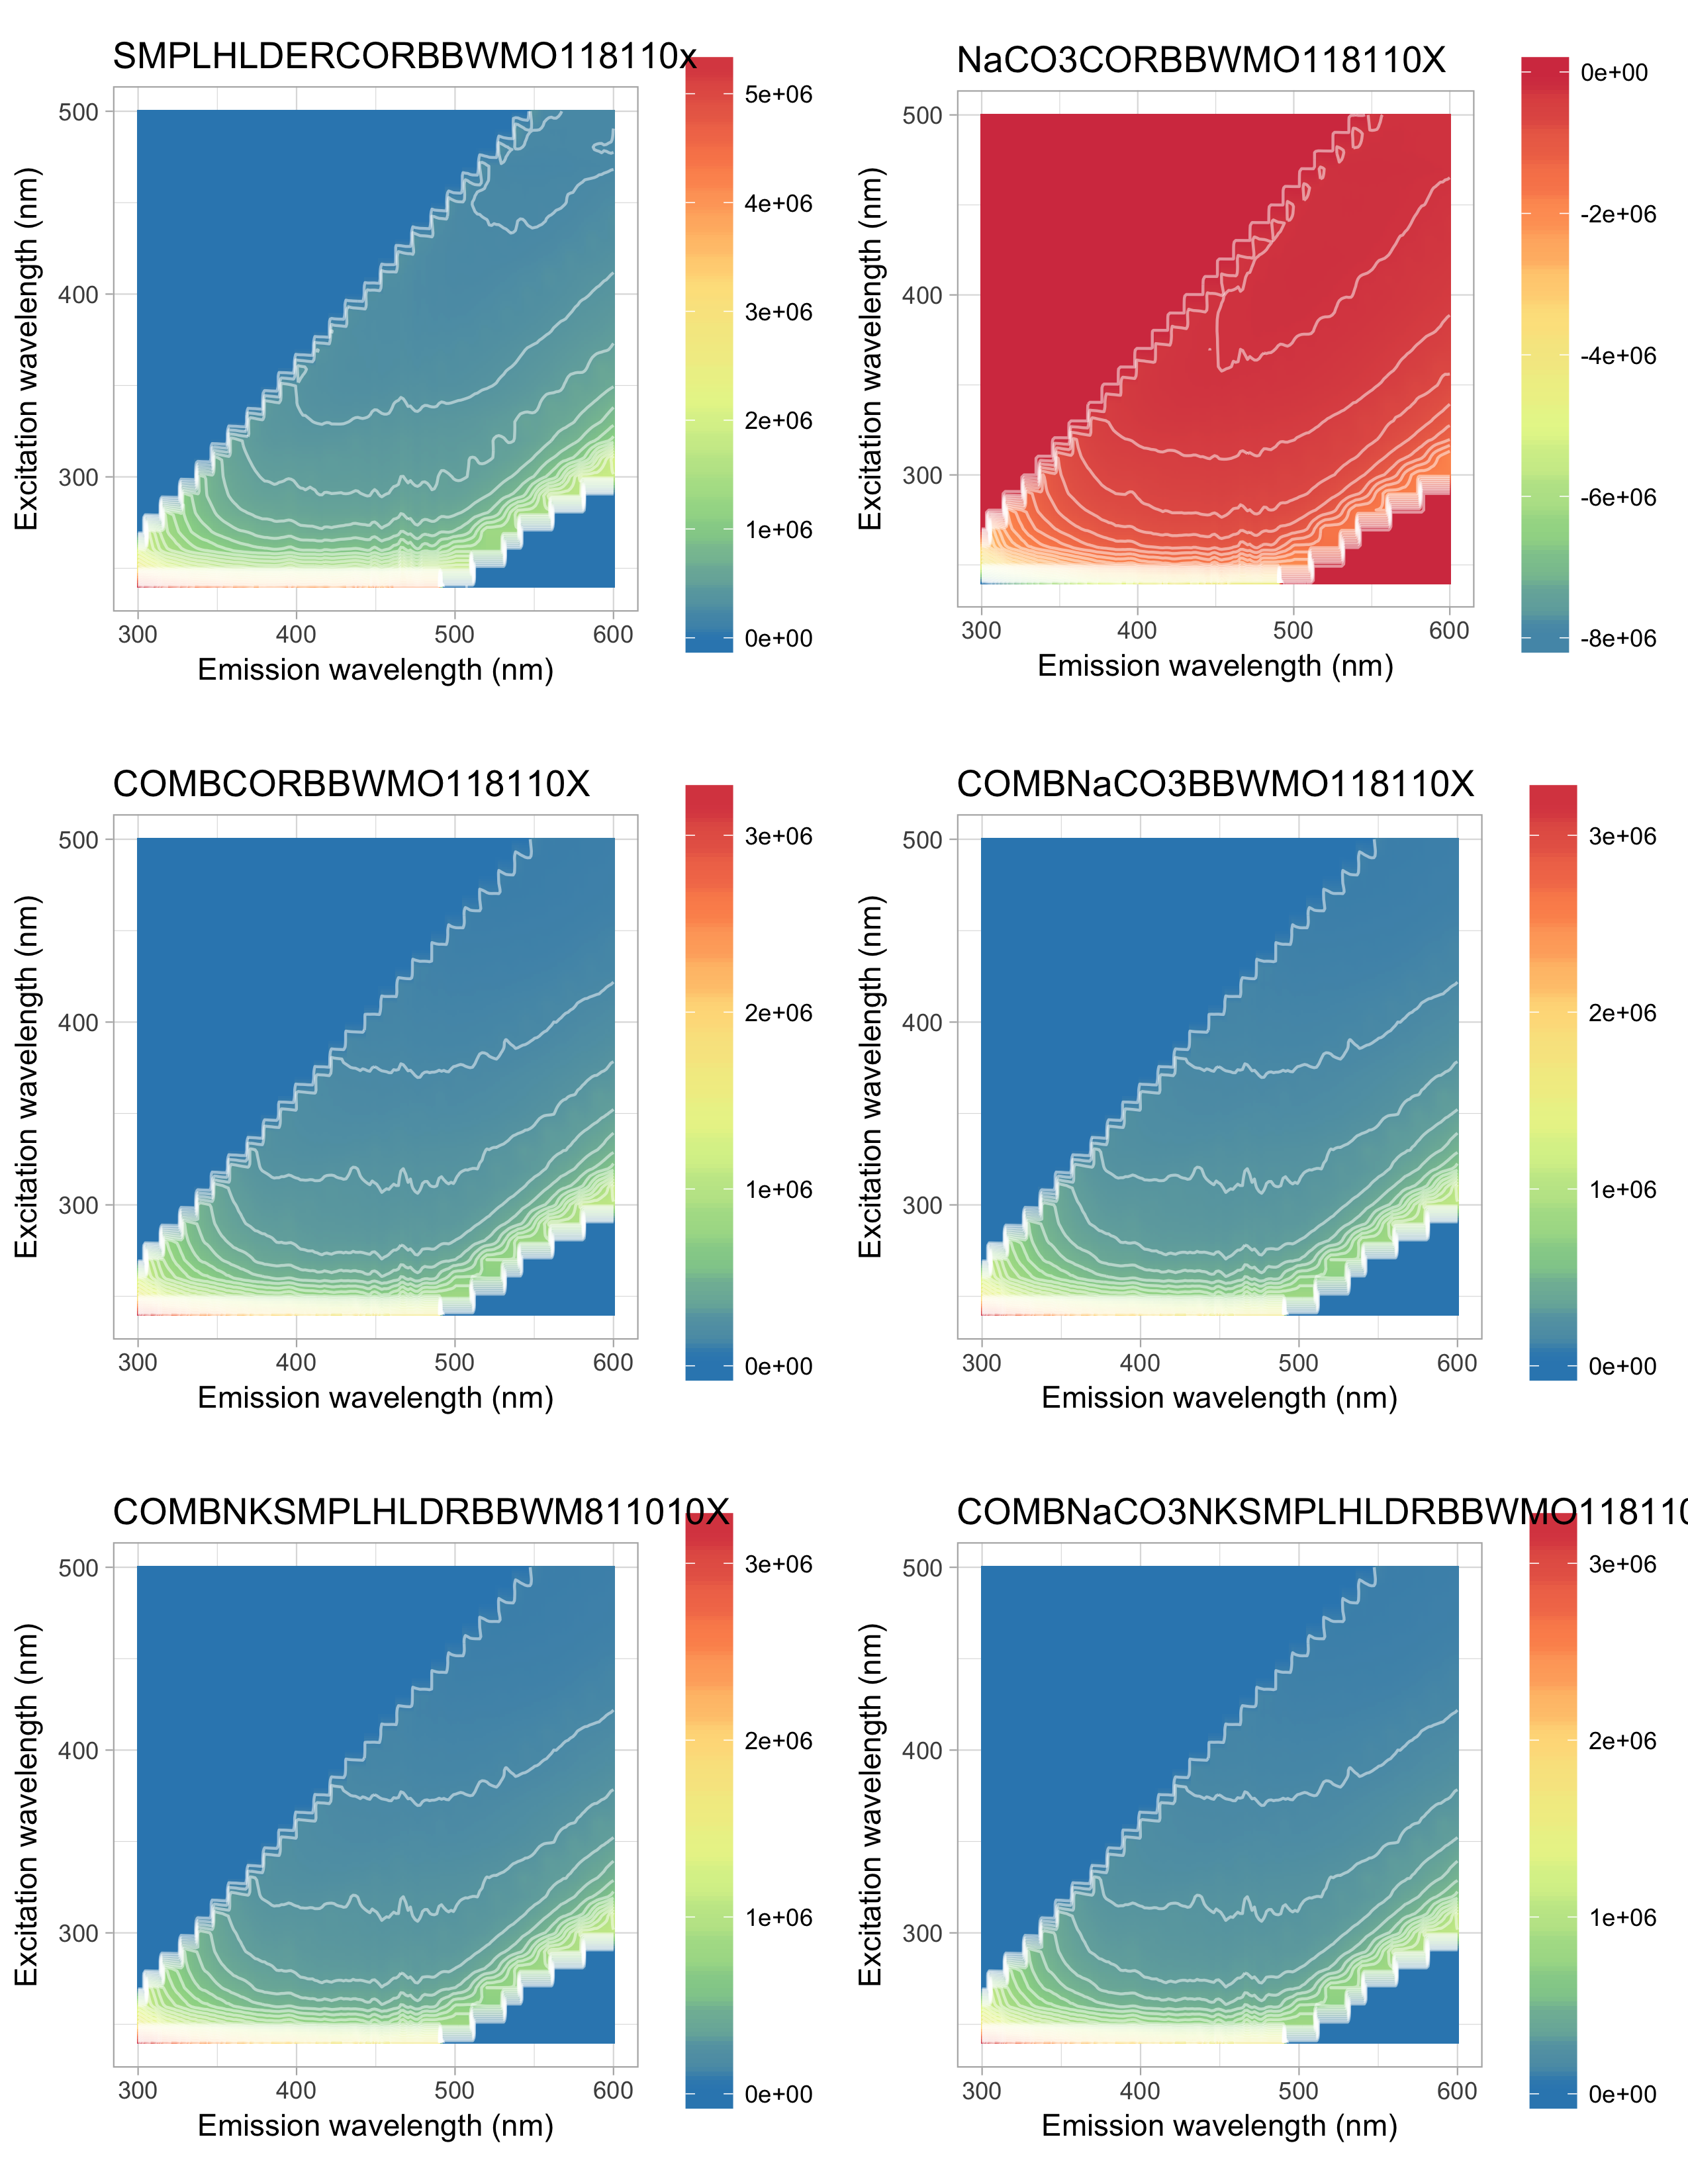 SMPLHLDERCORBBWMO118110x
Excitation wavelength (nm)
500
400
300
300 400 500 600
Emission wavelength (nm)
5e+06
4e+06
3e+06
2e+06
1e+06
0e+00
NaCO3CORBBWMO118110X
Excitation wavelength (nm)
500
400
300
300 400 500 600
Emission wavelength (nm)
0e+00
-2e+06
-4e+06
-6e+06
-8e+06
COMBCORBBWMO118110X
Excitation wavelength (nm)
500
400
300
300 400 500 600
Emission wavelength (nm)
3e+06
2e+06
1e+06
0e+00
COMBNaCO3BBWMO118110X
Excitation wavelength (nm)
500
400
300
300 400 500 600
Emission wavelength (nm)
3e+06
2e+06
1e+06
0e+00
COMBNKSMPLHLDRBBWM811010X
Excitation wavelength (nm)
500
400
300
300 400 500 600
Emission wavelength (nm)
3e+06
2e+06
1e+06
0e+00
COMBNaCO3NKSMPLHLDRBBWMO118110
Excitation wavelength (nm)
500
400
300
300 400 500 600
Emission wavelength (nm)
3e+06
2e+06
1e+06
0e+00